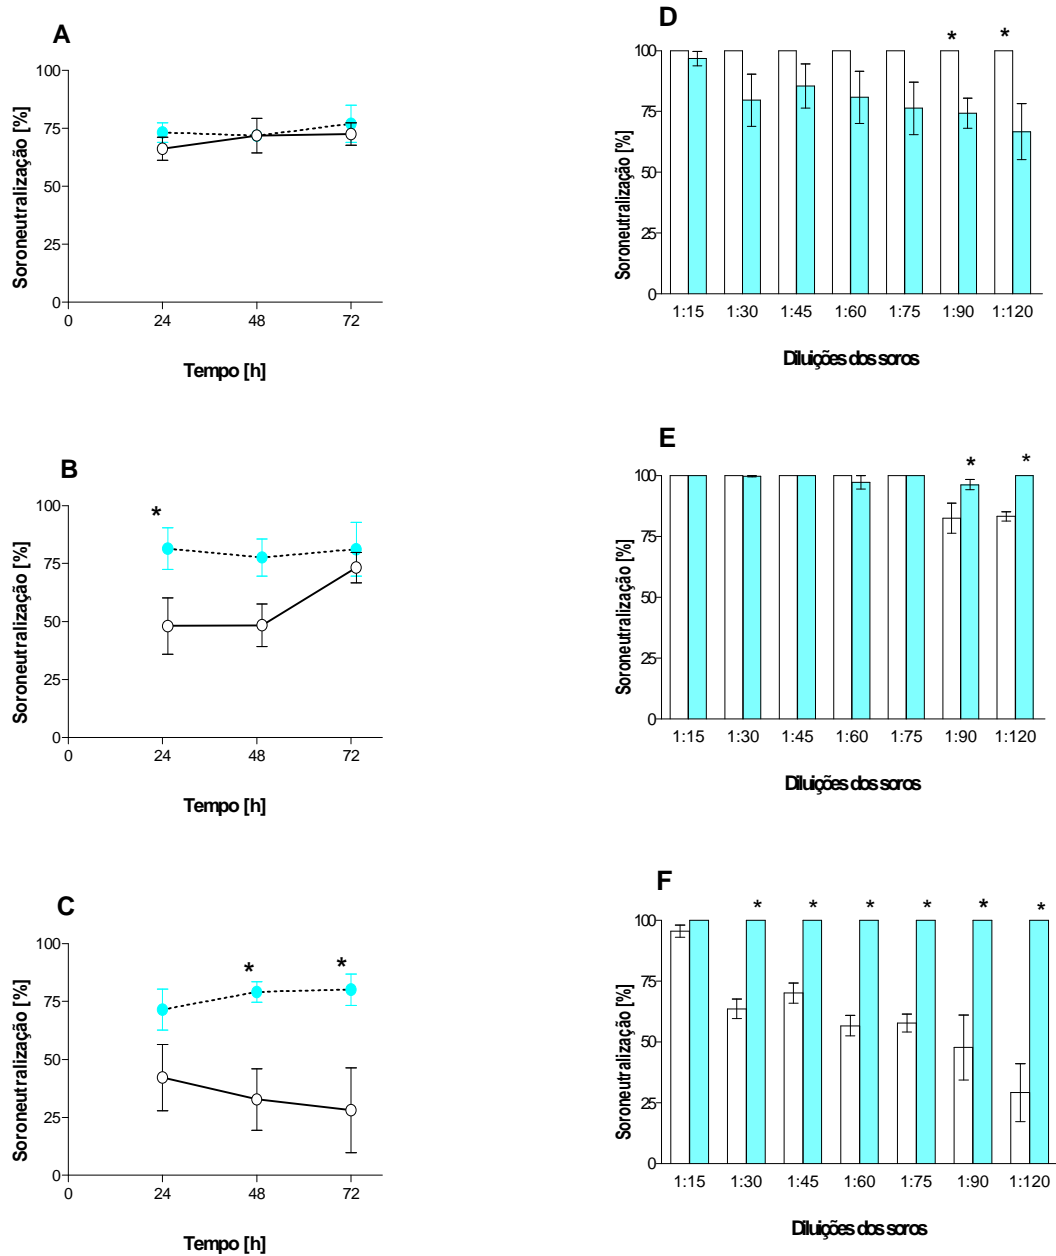 A
Soroneutralização [%]
100
75
50
25
0
0 24 48 72
Tempo [h]
D
* *
Soroneutralização [%]
100
75
50
25
0
1:15 1:30 1:45 1:60 1:75 1:90 1:120
Diluições dos soros
B
*
Soroneutralização [%]
100
75
50
25
0
0 24 48 72
Tempo [h]
E
* *
Soroneutralização [%]
100
75
50
25
0
1:15 1:30 1:45 1:60 1:75 1:90 1:120
Diluições dos soros
C
* *
Soroneutralização [%]
100
75
50
25
0
0 24 48 72
Tempo [h]
F
* * * * * *
Soroneutralização [%]
100
75
50
25
0
1:15 1:30 1:45 1:60 1:75 1:90 1:120
Diluições dos soros